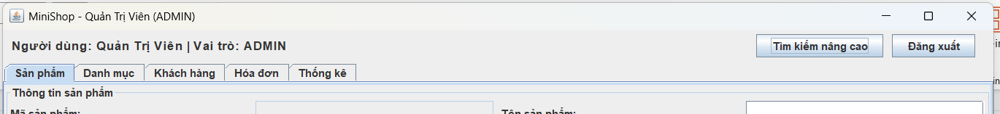 MiniShop - Quản Trị Viên (ADMIN)
Người dùng: Quản Trị Viên | Vai trò: ADMIN
Tìm kiếm nâng cao
Đăng xuất
Sản phẩm Danh mục Khách hàng Hóa đơn Thống kê
Thông tin sản phẩm
Mã sản phẩm: Tên sản phẩm: